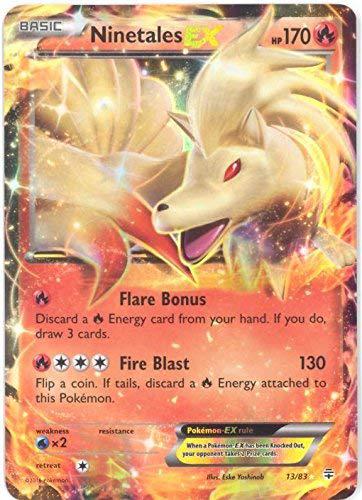 BASIC
Ninetales EX HP170
Flare Bonus
Discard a Energy card from your hand. If you do,
draw 3 cards.
Fire Blast 130
Flip a coin. If tails, discard a Energy attached to
this Pokémon.
weakness resistance
×2
retreat
Pokémon-EX rule
When a Pokémon-EX has been Knocked Out,
your opponent takes 2 Prize cards.
©2016 Pokémon
Illus. Eske Yoshinob
13/83